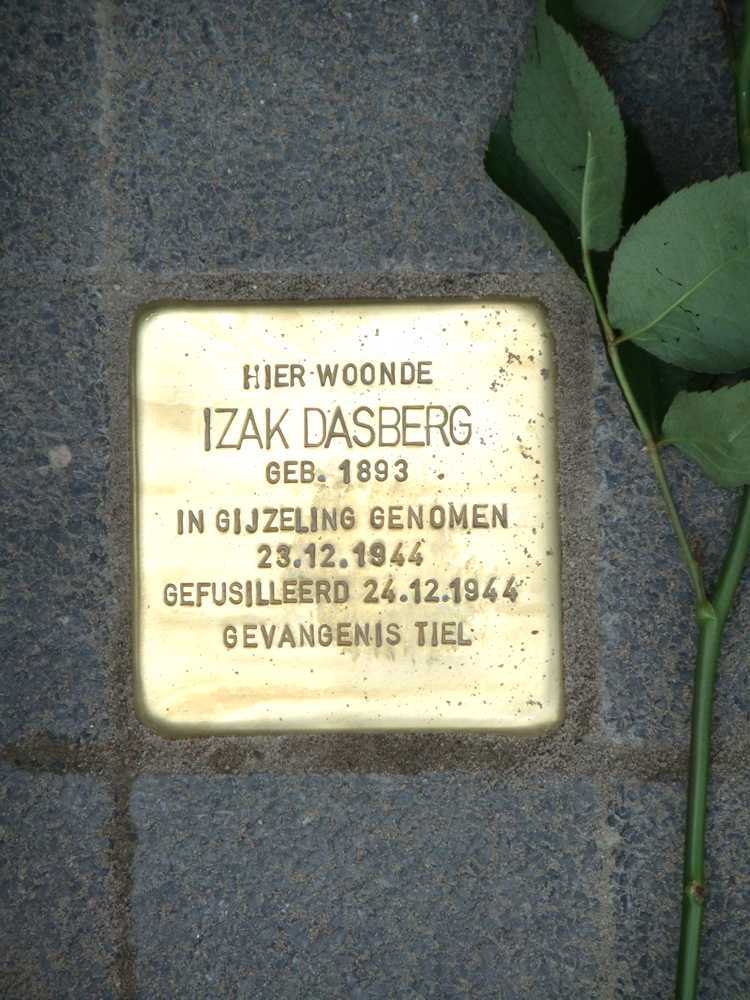 HIER WOONDE
IZAK DASBERG
GEB. 1893
IN GIJZELING GENOMEN
23.12.1944
GEFUSILLEERD 24.12.1944
GEVANGENIS TIEL